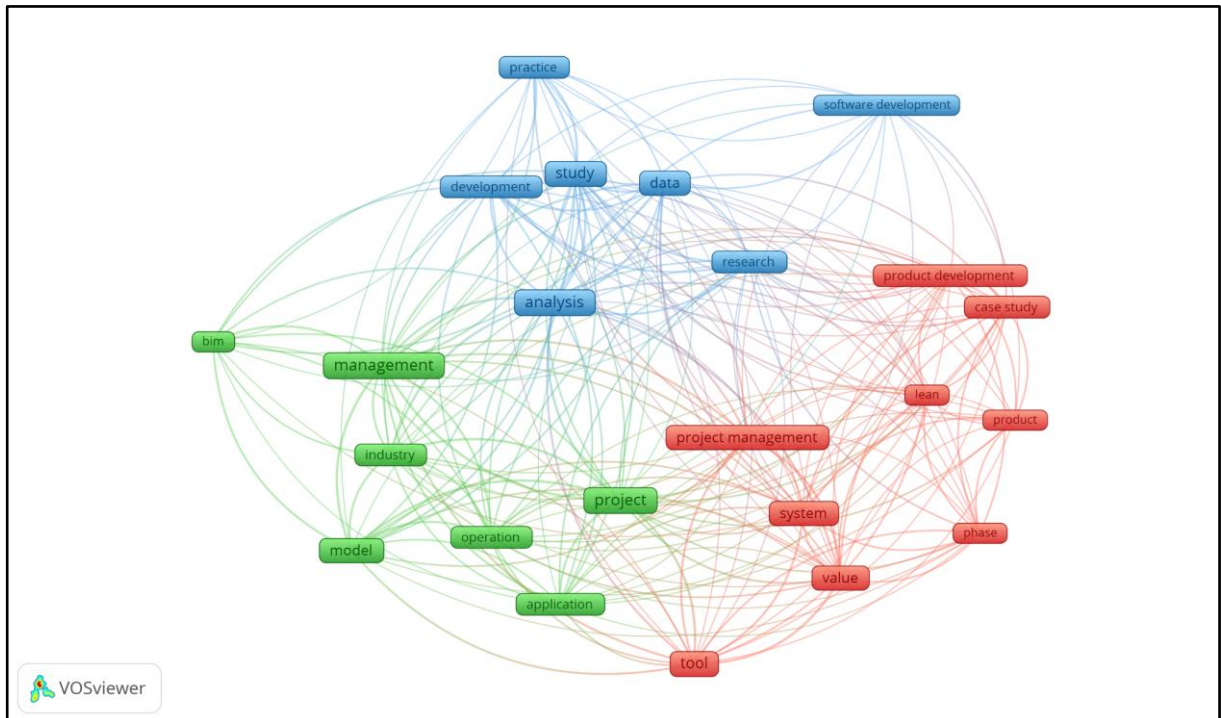 practice
software development
study
data
development
research
product development
case study
analysis
bim
management
lean
product
project management
industry
project
system
phase
operation
model
value
application
tool
VOSviewer